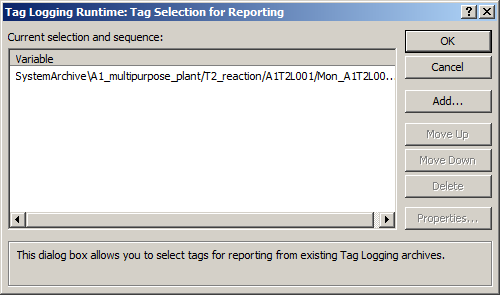 Tag Logging Runtime: Tag Selection for Reporting
Current selection and sequence:
Variable
SystemArchive\A1_multipurpose_plant/T2_reaction/A1T2L001/Mon_A1T2L00...
OK
Cancel
Add...
Move Up
Move Down
Delete
Properties...
This dialog box allows you to select tags for reporting from existing Tag Logging archives.